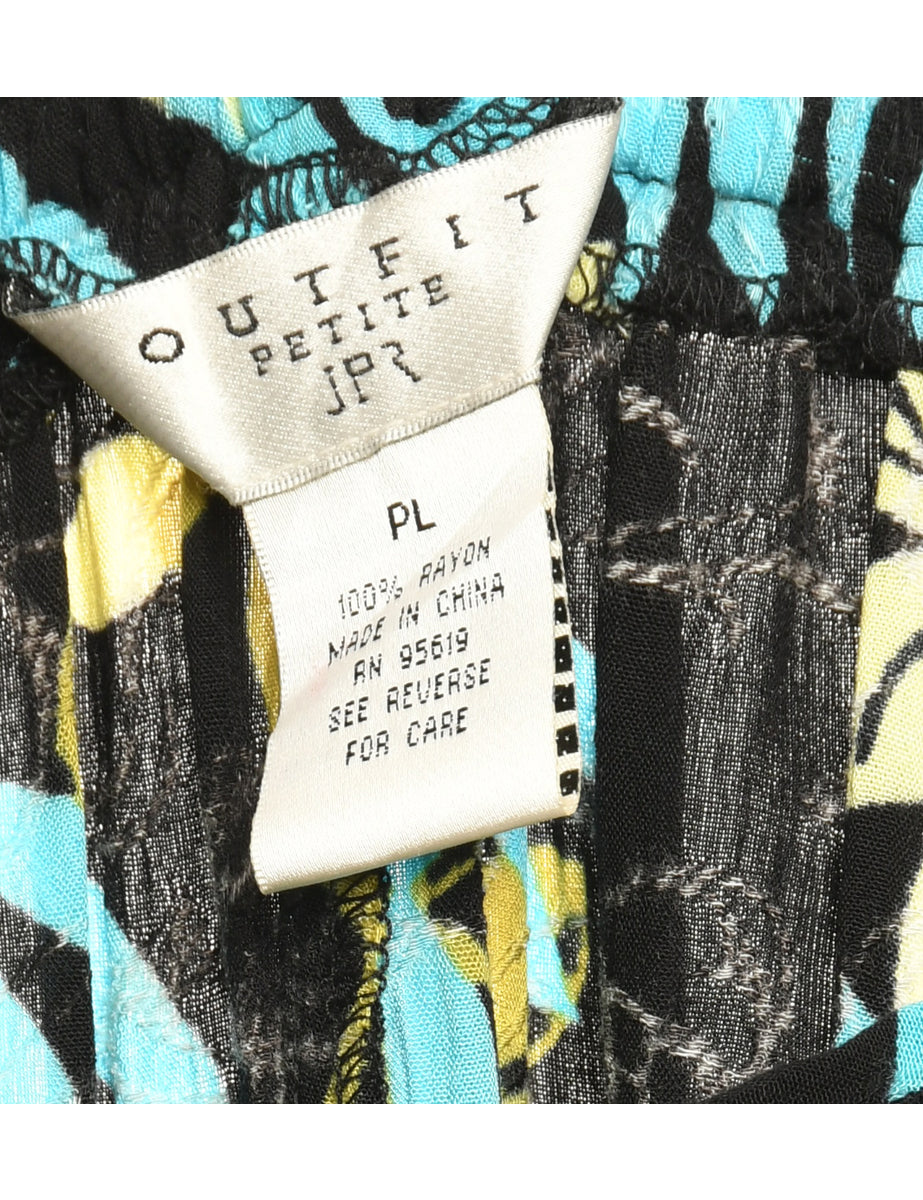 OUTFIT
PETITE
JPR
PL
100% RAYON
MADE IN CHINA
RN 95619
SEE REVERSE
FOR CARE